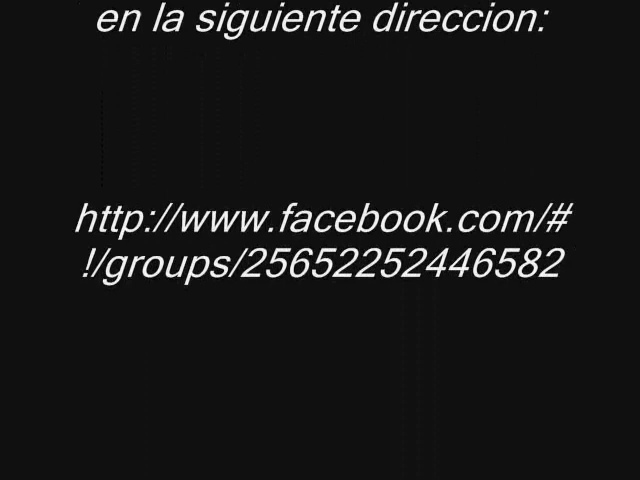 en la siguiente direccion:
http://www.facebook.com/#
!/groups/25652252446582